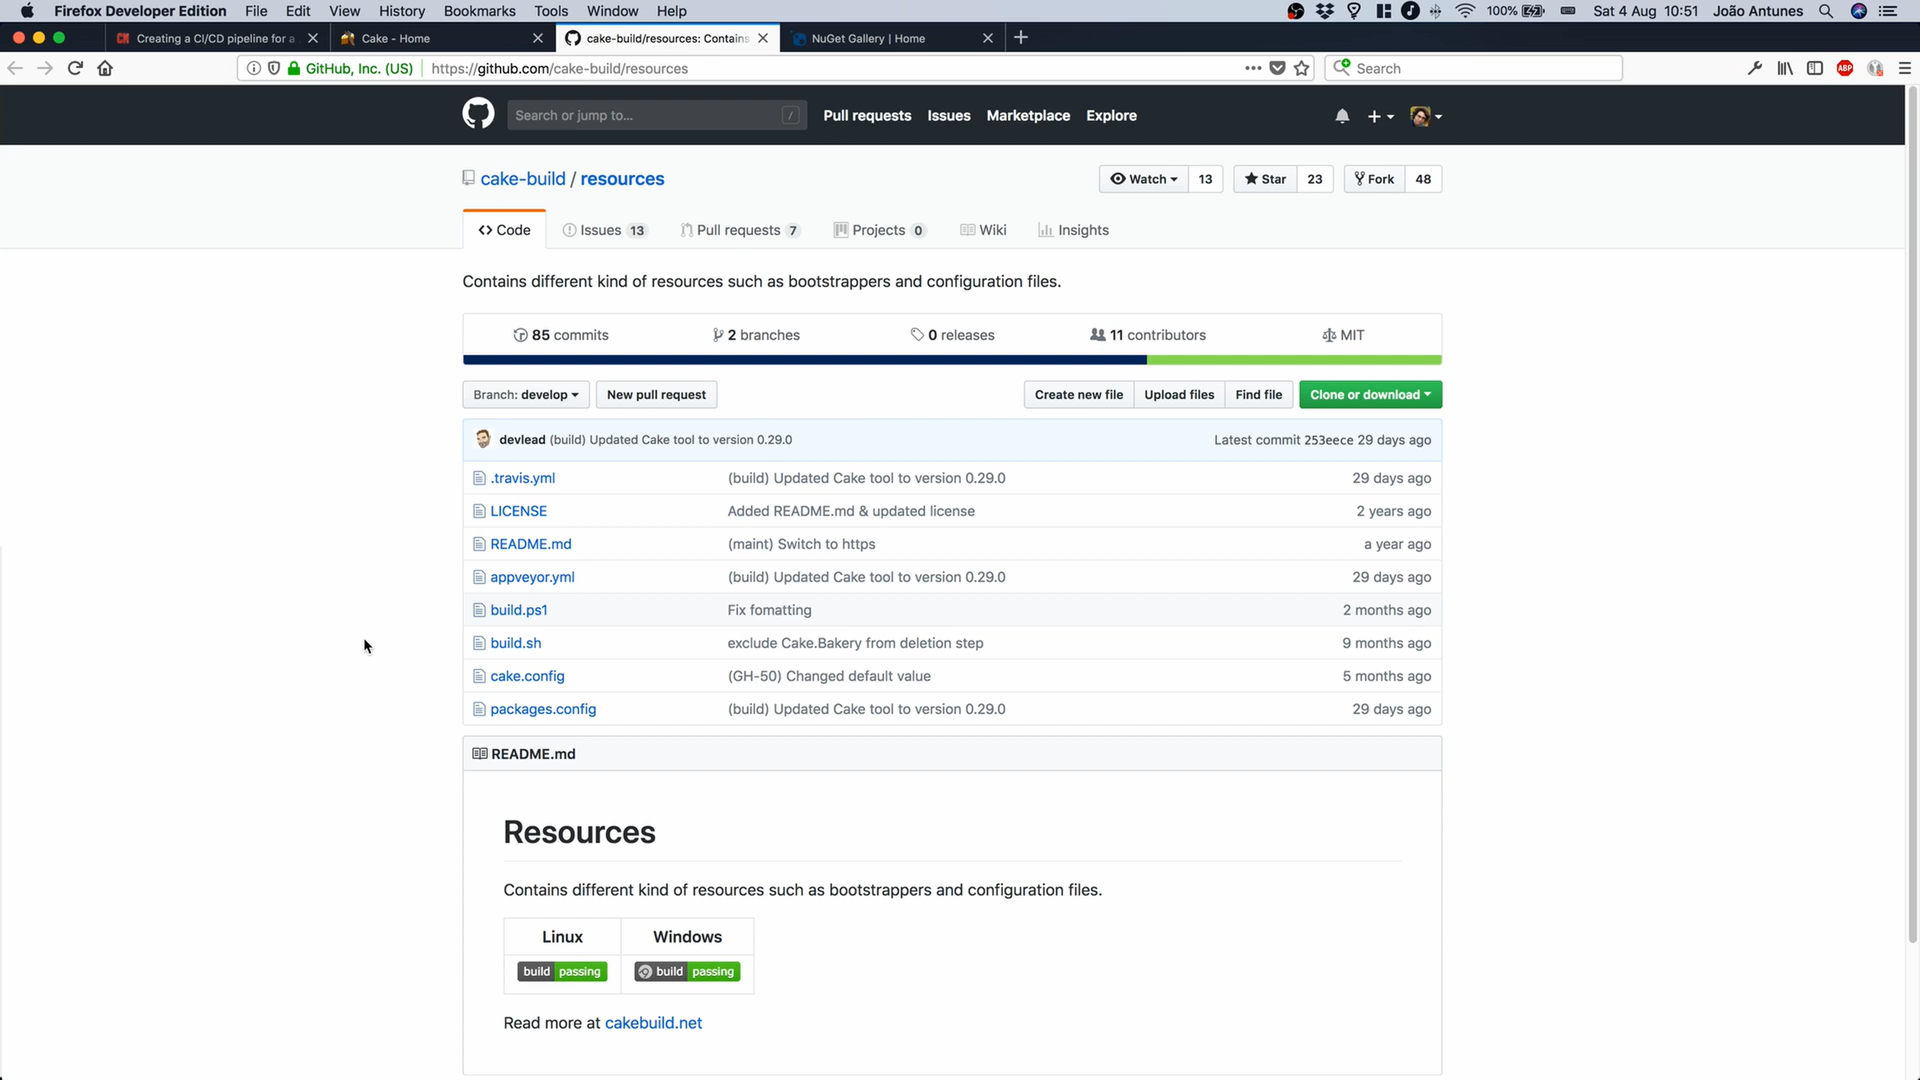 Firefox Developer Edition File Edit View History Bookmarks Tools Window Help 100% Sat 4 Aug 10:51 João Antunes
Creating a CI/CD pipeline for a Cake - Home cake-build/resources: Contains NuGet Gallery | Home
GitHub, Inc. (US) https://github.com/cake-build/resources Search ABP
Search or jump to... / Pull requests Issues Marketplace Explore
cake-build / resources Watch 13 Star 23 Fork 48
Code Issues 13 Pull requests 7 Projects 0 Wiki Insights
Contains different kind of resources such as bootstrappers and configuration files.
85 commits 2 branches 0 releases 11 contributors MIT
Branch: develop New pull request Create new file Upload files Find file Clone or download
devlead (build) Updated Cake tool to version 0.29.0 Latest commit 253eece 29 days ago
.travis.yml (build) Updated Cake tool to version 0.29.0 29 days ago
LICENSE Added README.md & updated license 2 years ago
README.md (maint) Switch to https a year ago
appveyor.yml (build) Updated Cake tool to version 0.29.0 29 days ago
build.ps1 Fix fomatting 2 months ago
build.sh exclude Cake.Bakery from deletion step 9 months ago
cake.config (GH-50) Changed default value 5 months ago
packages.config (build) Updated Cake tool to version 0.29.0 29 days ago
README.md
Resources
Contains different kind of resources such as bootstrappers and configuration files.
Linux Windows
build passing build passing
Read more at cakebuild.net